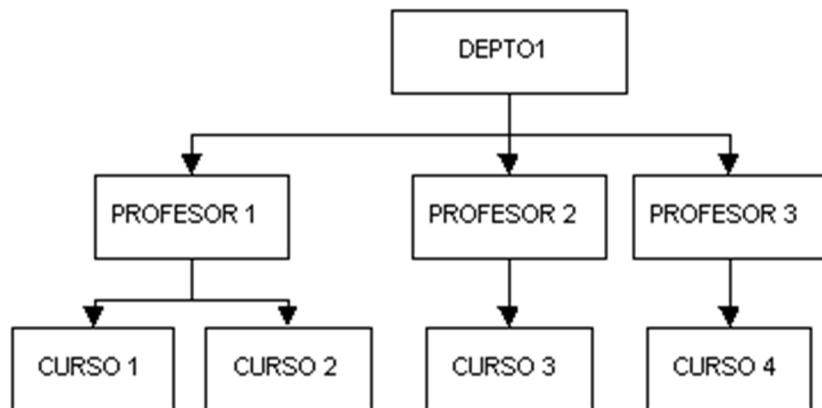 DEPTO1
PROFESOR 1
PROFESOR 2
PROFESOR 3
CURSO 1
CURSO 2
CURSO 3
CURSO 4